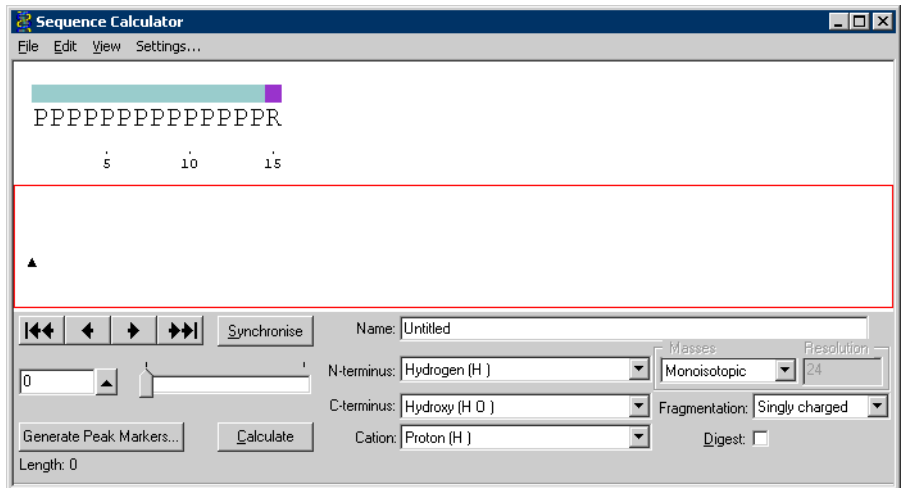 Sequence Calculator
File Edit View Settings...
PPPPPPPPPPPPPPR
5 10 15
Synchronise Name: Untitled
Masses Resolution
0 N-terminus: Hydrogen (H ) Monoisotopic 24
C-terminus: Hydroxy (H O ) Fragmentation: Singly charged
Generate Peak Markers... Calculate Cation: Proton (H ) Digest:
Length: 0